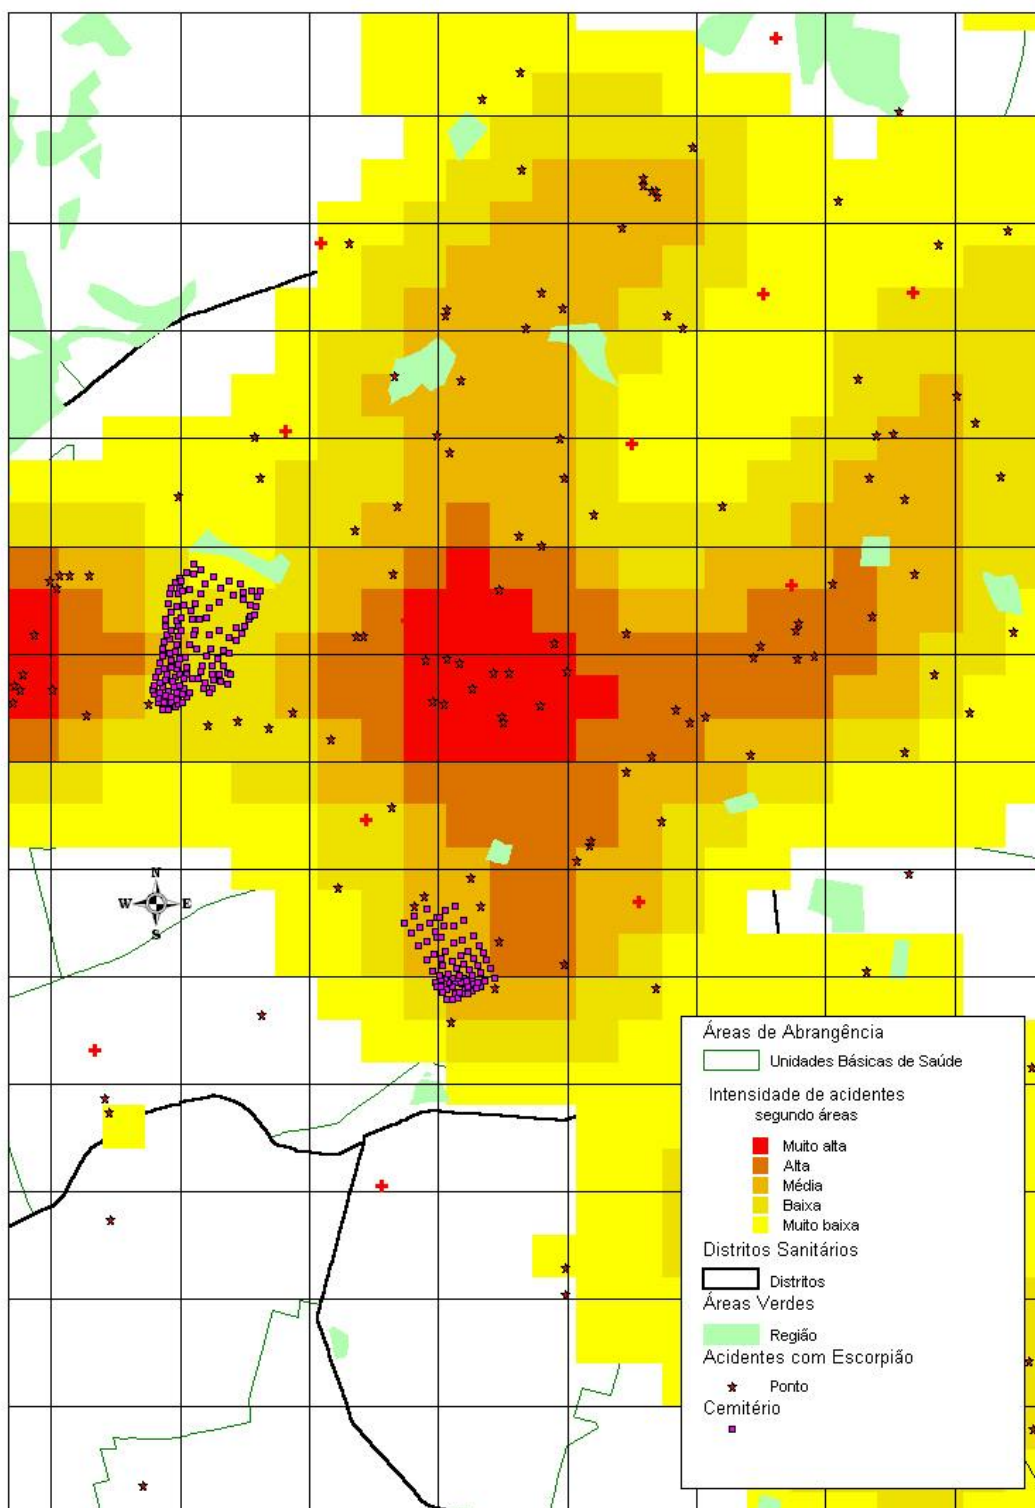 N
W E
S
Áreas de Abrangência
Unidades Básicas de Saúde
Intensidade de acidentes
segundo áreas
Muito alta
Alta
Média
Baixa
Muito baixa
Distritos Sanitários
Distritos
Áreas Verdes
Região
Acidentes com Escorpião
Ponto
Cemitério